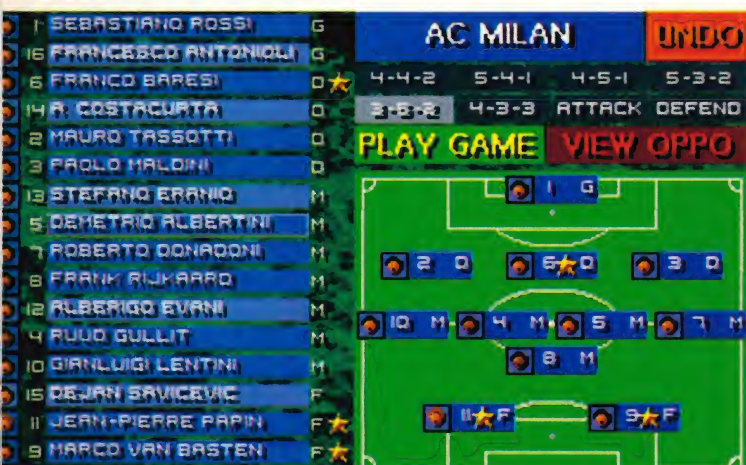 1 SEBASTIANO ROSSI G
16 FRANCESCO ANTONIOLI G
6 FRANCO BARESI D
14 A. COSTACURTA D
2 MAURO TASSOTTI D
3 PAOLO MALDINI D
13 STEFANO ERANIO M
5 DEMETRIO ALBERTINI M
7 ROBERTO DONADONI M
8 FRANK RIJKAARD M
12 ALBERIGO EVANI M
4 RUUD GULLIT M
10 GIANLUIGI LENTINI M
15 DEJAN SAVICEVIC F
11 JEAN-PIERRE PAPIN F
9 MARCO VAN BASTEN F
AC MILAN UNDO
4-4-2 5-4-1 4-5-1 5-3-2
3-5-2 4-3-3 ATTACK DEFEND
PLAY GAME VIEW OPPO
1 G
2 D 6 D 3 D
10 M 4 M 5 M 7 M
8 M
11 F 9 F